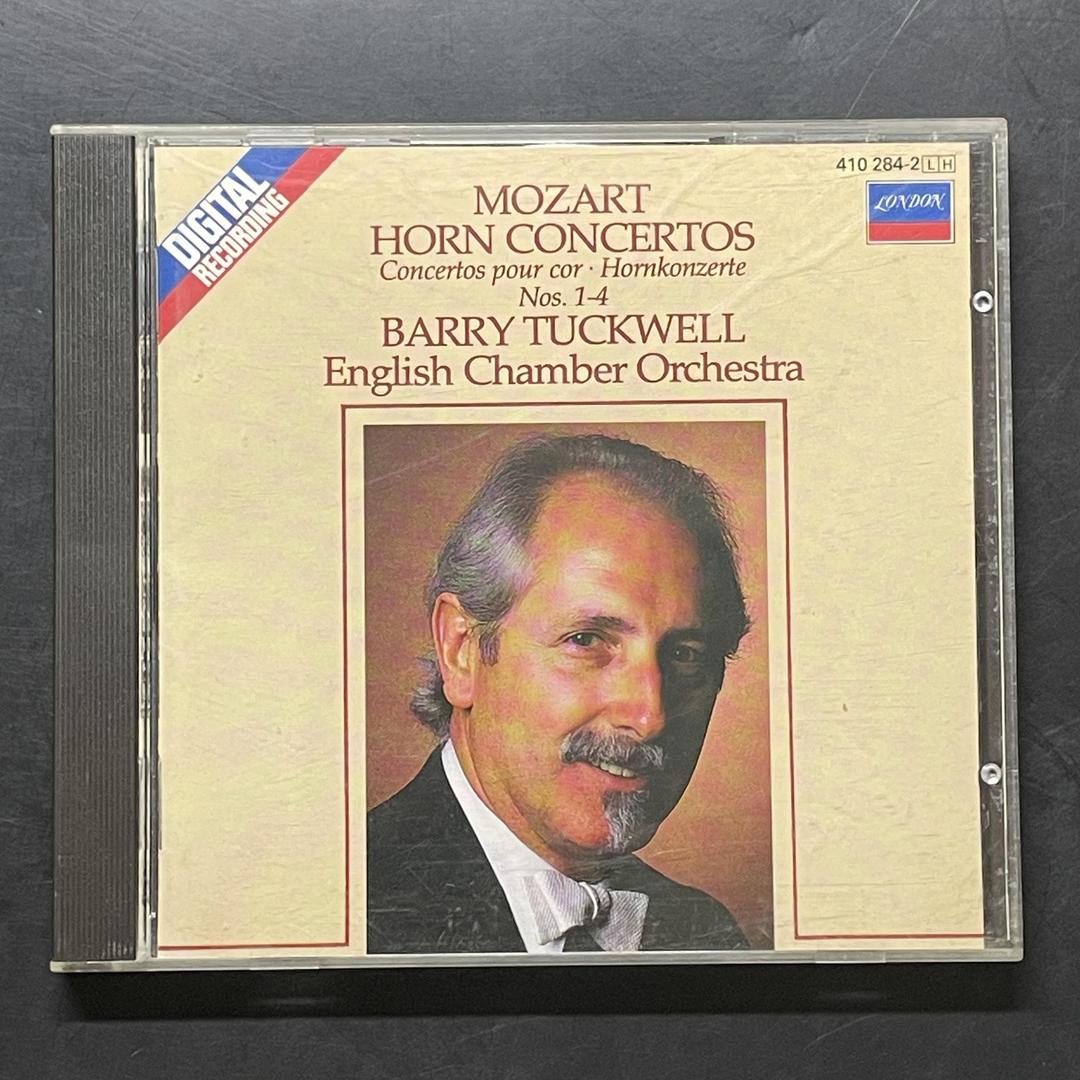 DIGITAL
RECORDING
410 284-2 LH
LONDON
MOZART
HORN CONCERTOS
Concertos pour cor · Hornkonzerte
Nos. 1-4
BARRY TUCKWELL
English Chamber Orchestra